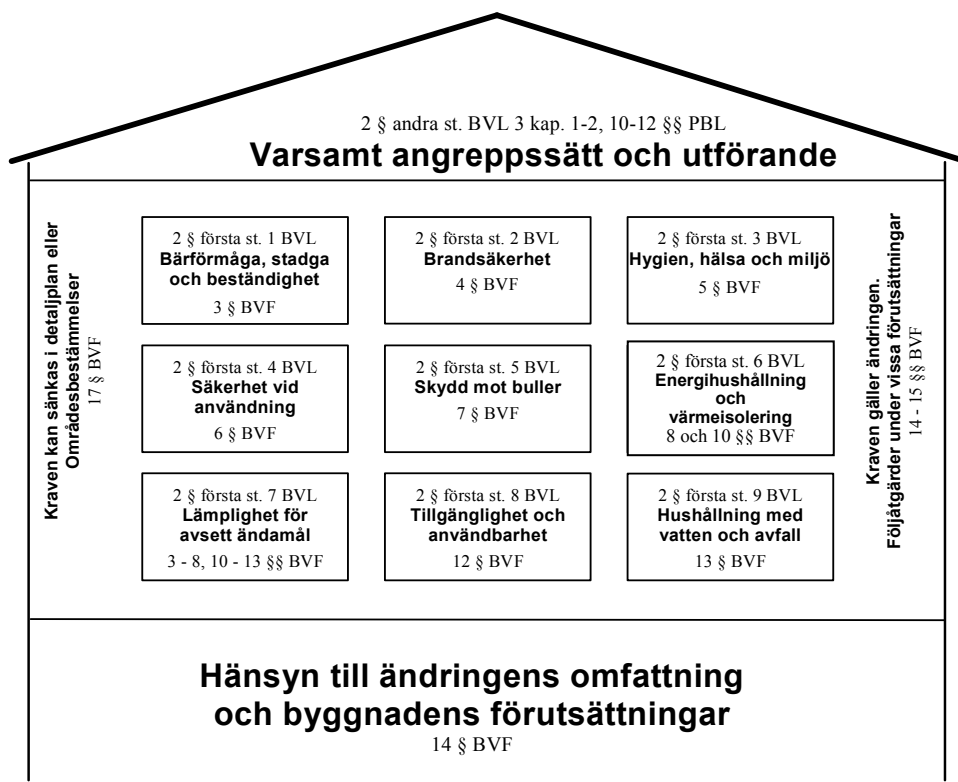 2 § andra st. BVL 3 kap. 1-2, 10-12 §§ PBL
Varsamt angreppssätt och utförande
Kraven kan sänkas i detaljplan eller
Områdesbestämmelser
17 § BVF
2 § första st. 1 BVL
Bärförmåga, stadga
och beständighet
3 § BVF
2 § första st. 2 BVL
Brandsäkerhet
4 § BVF
2 § första st. 3 BVL
Hygien, hälsa och miljö
5 § BVF
2 § första st. 4 BVL
Säkerhet vid
användning
6 § BVF
2 § första st. 5 BVL
Skydd mot buller
7 § BVF
2 § första st. 6 BVL
Energihushållning
och
värmeisolering
8 och 10 §§ BVF
2 § första st. 7 BVL
Lämplighet för
avsett ändamål
3 - 8, 10 - 13 §§ BVF
2 § första st. 8 BVL
Tillgänglighet och
användbarhet
12 § BVF
2 § första st. 9 BVL
Hushållning med
vatten och avfall
13 § BVF
Kraven gäller ändringen.
Följåtgärder under vissa förutsättningar
14 - 15 §§ BVF
Hänsyn till ändringens omfattning
och byggnadens förutsättningar
14 § BVF